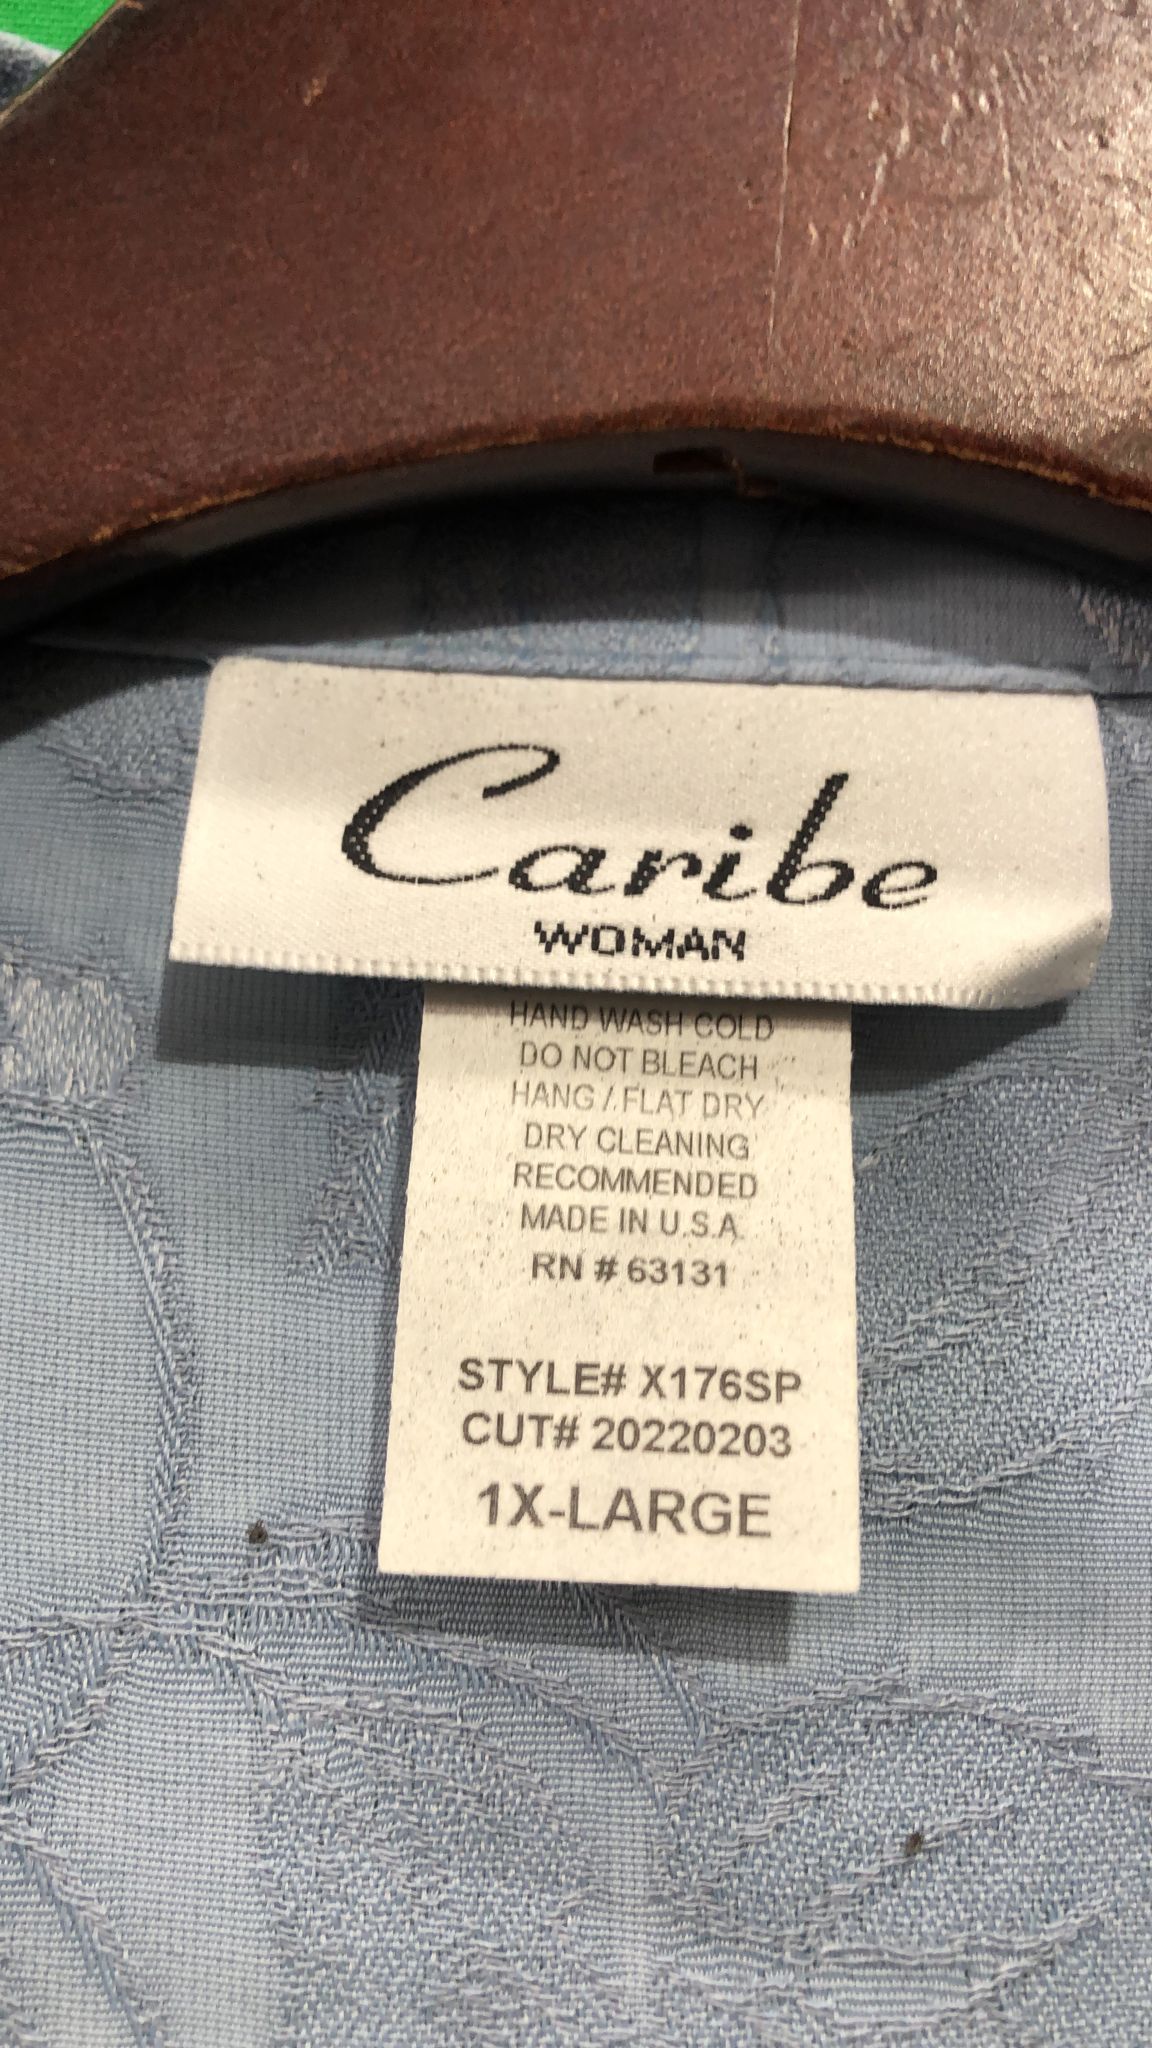 Caribe
WOMAN
HAND WASH COLD
DO NOT BLEACH
HANG / FLAT DRY
DRY CLEANING
RECOMMENDED
MADE IN U.S.A.
RN # 63131
STYLE# X176SP
CUT# 20220203
1X-LARGE